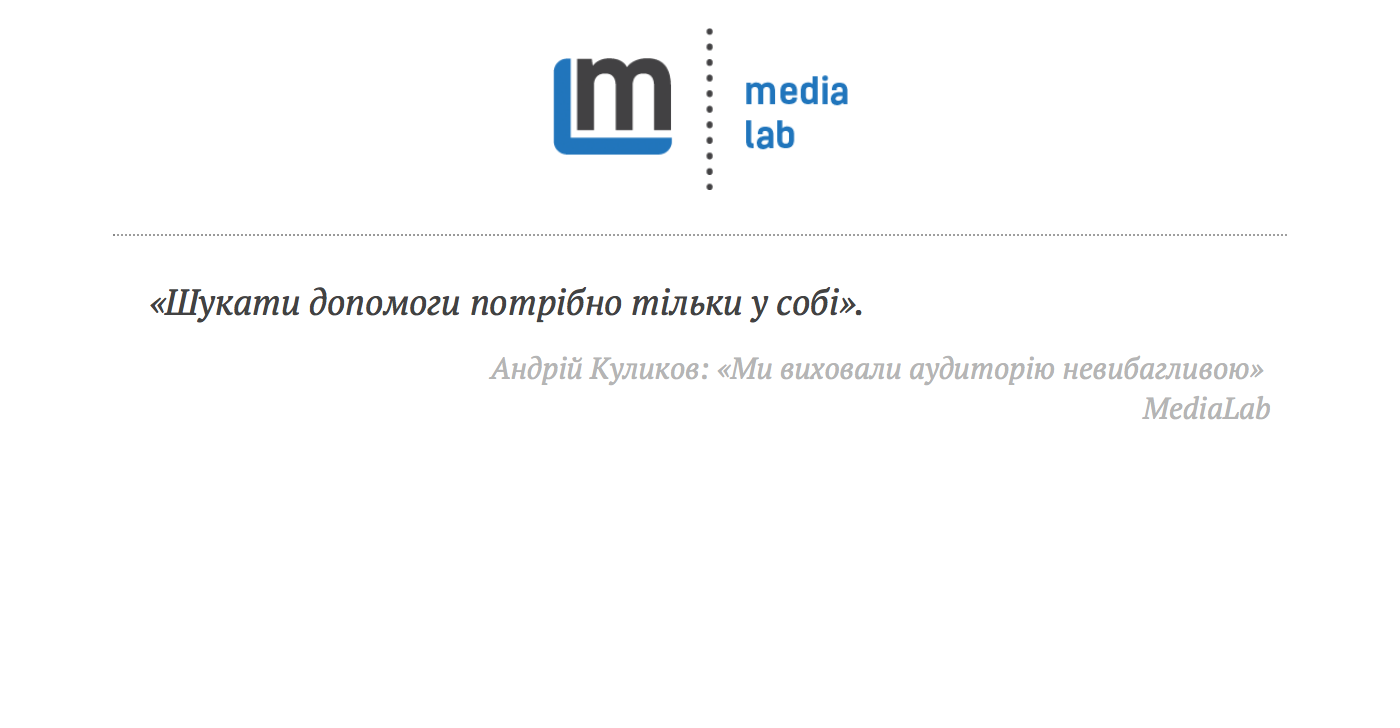 m
media
lab
«Шукати допомоги потрібно тільки у собі».
Андрій Куликов: «Ми виховали аудиторію невибагливою»
MediaLab